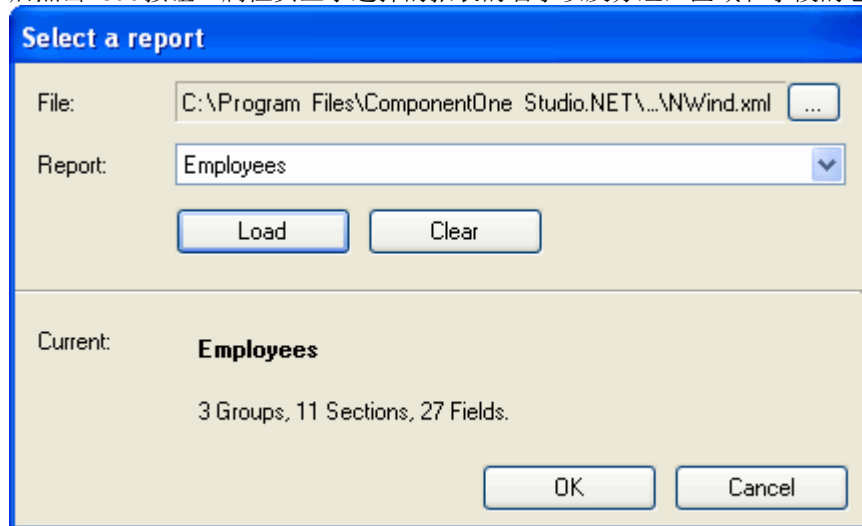 Select a report
File: C:\Program Files\ComponentOne Studio.NET\...\NWind.xml ...
Report: Employees
Load Clear
Current: Employees
3 Groups, 11 Sections, 27 Fields.
OK Cancel